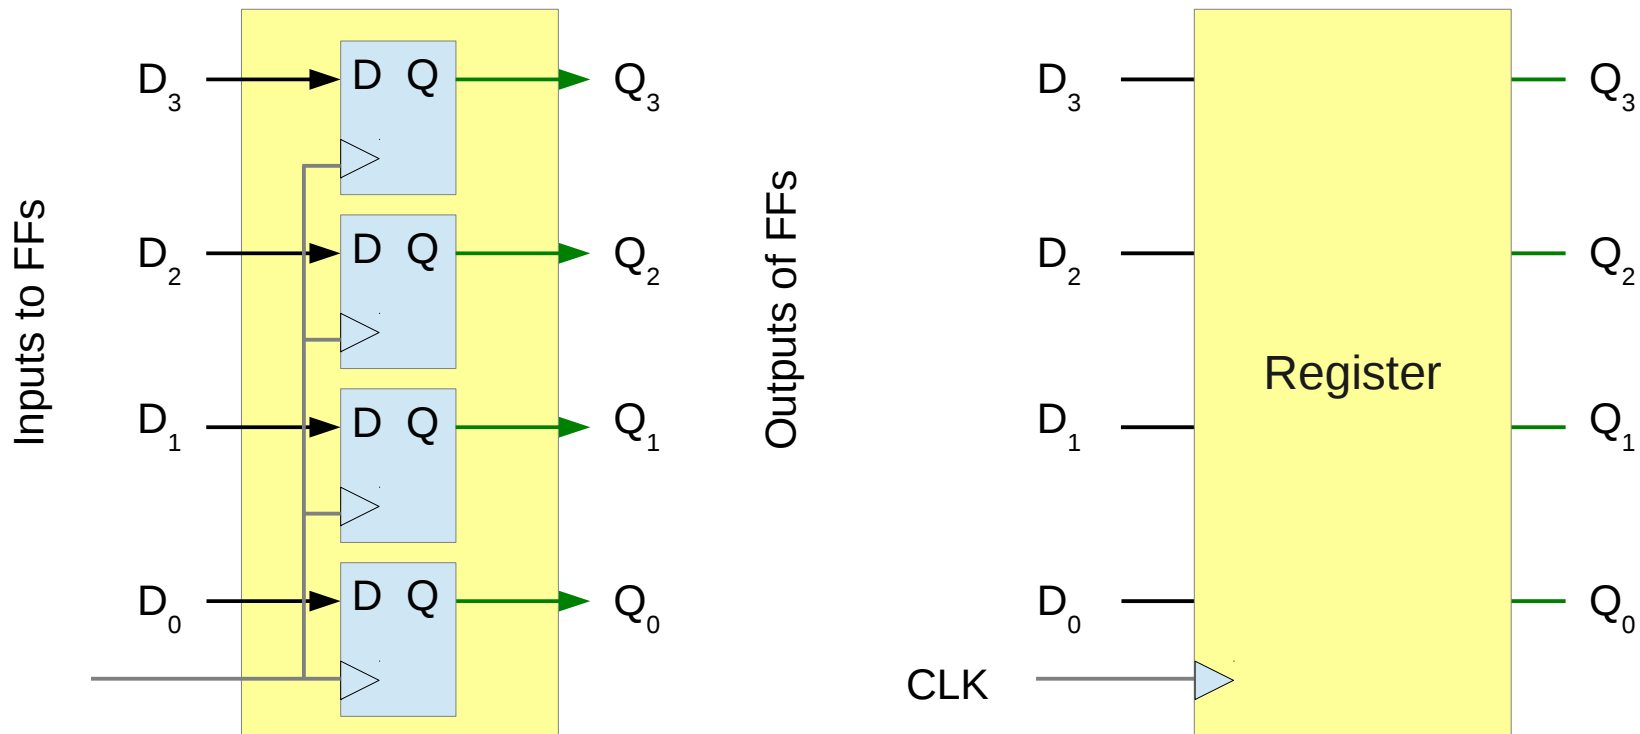 Inputs to FFs
D3
D Q
Q3
D2
D Q
Q2
D1
D Q
Q1
D0
D Q
Q0
Outputs of FFs
D3
Q3
D2
Q2
Register
D1
Q1
D0
Q0
CLK